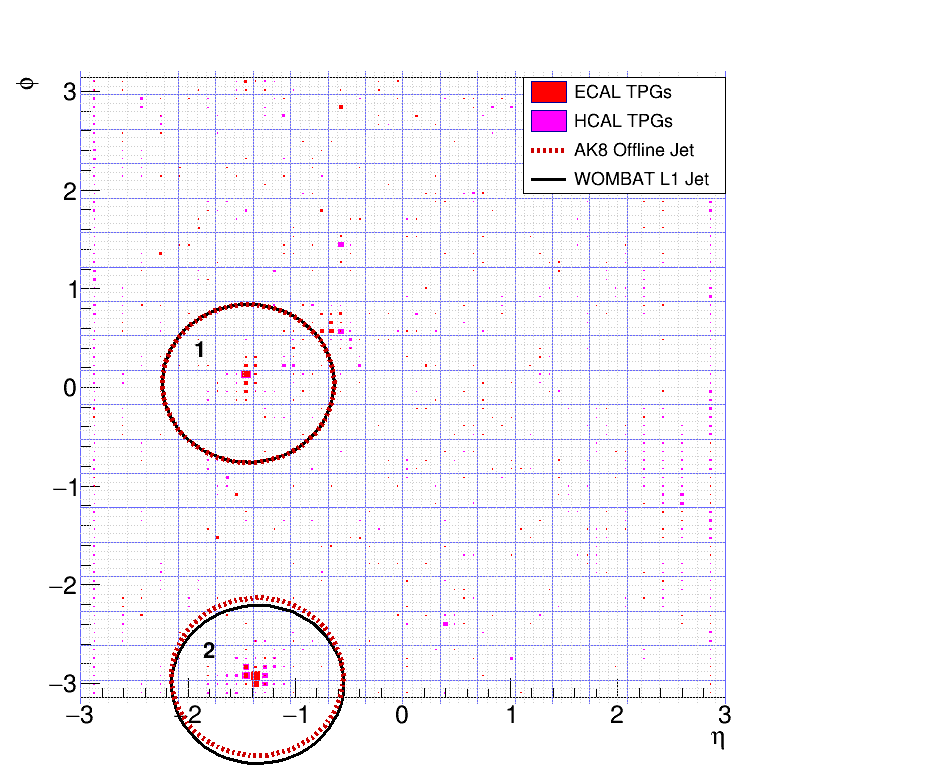 φ
3
2
1
0
−1
−2
−3
ECAL TPGs
HCAL TPGs
AK8 Offline Jet
WOMBAT L1 Jet
1
2
−3 −2 −1 0 1 2 3
η